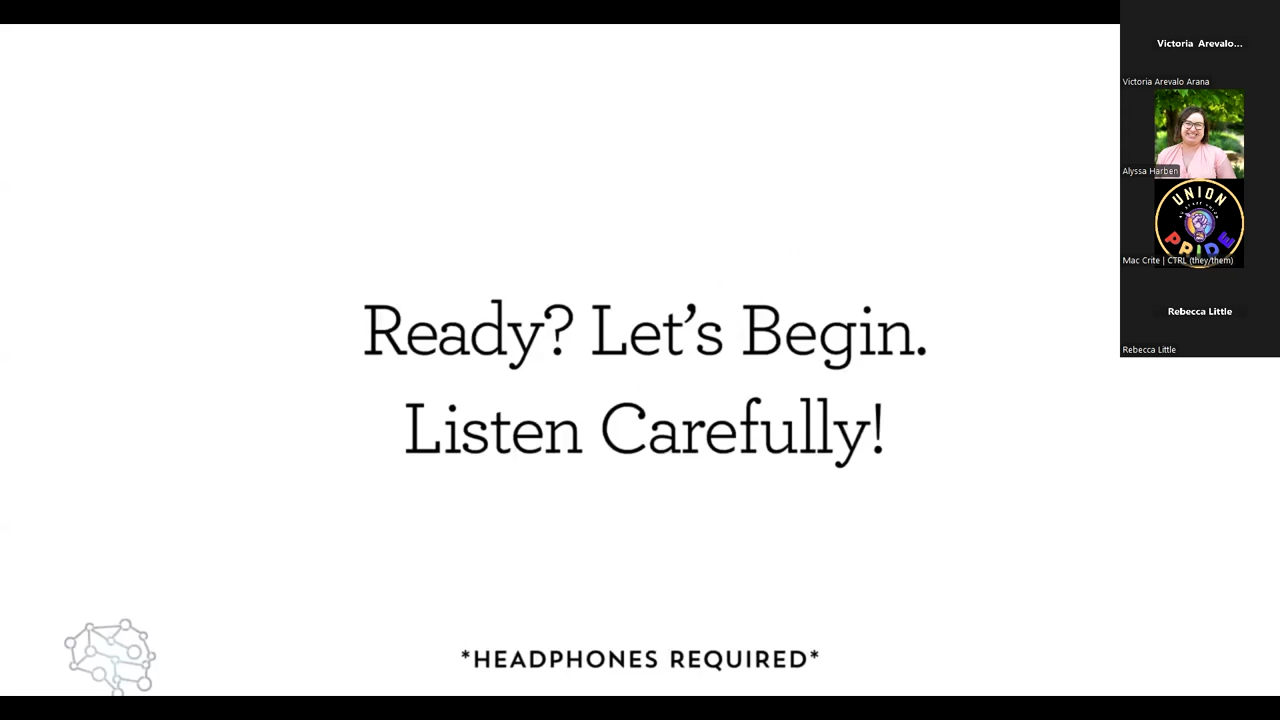 Ready? Let’s Begin.
Listen Carefully!
*HEADPHONES REQUIRED*
Victoria Arevalo...
Victoria Arevalo Arana
Alyssa Harben
UNION
PRIDE
Mac Crite | CTRL (they/them)
Rebecca Little
Rebecca Little